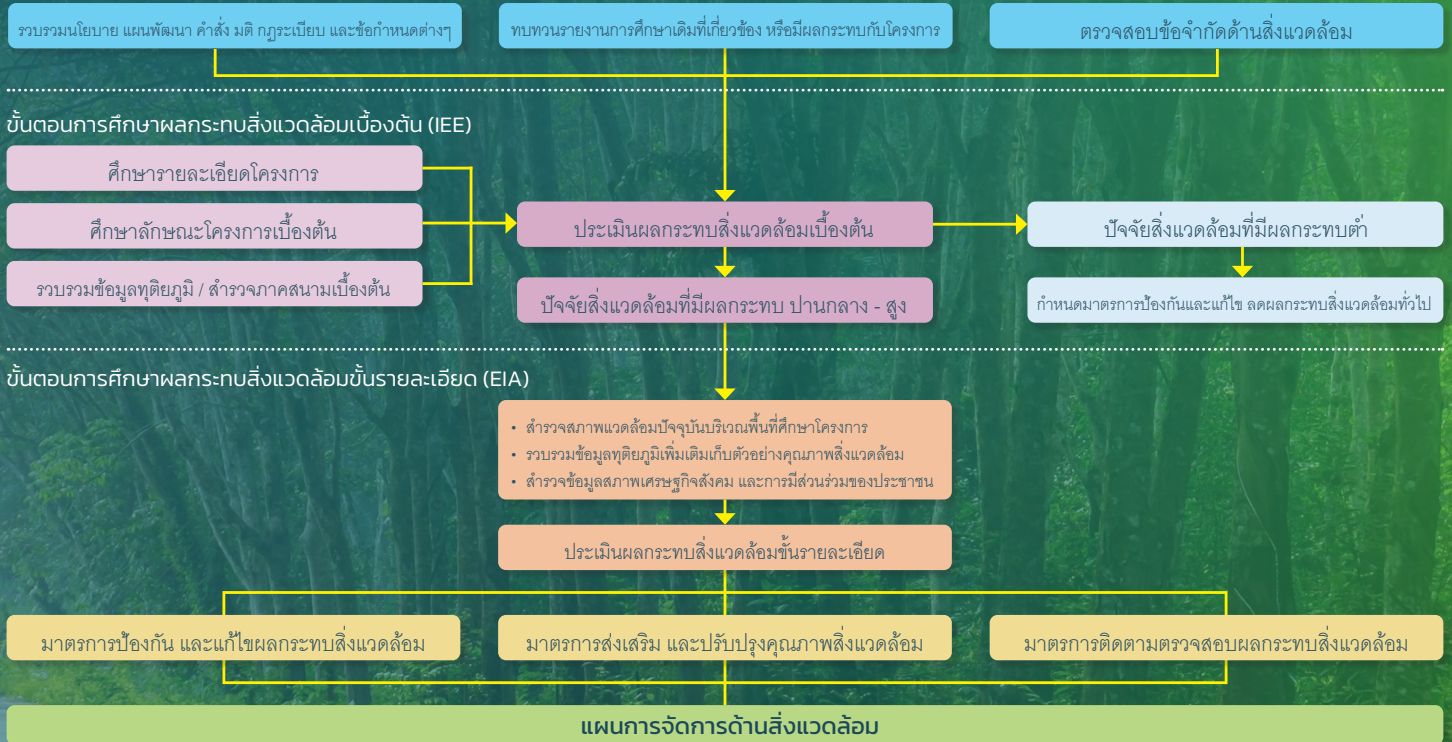 รวบรวมนโยบาย แผนพัฒนา คำสั่ง มติ กฎระเบียบ และข้อกำหนดต่างๆ
ทบทวนรายงานการศึกษาเดิมที่เกี่ยวข้อง หรือมีผลกระทบกับโครงการ
ตรวจสอบข้อจำกัดด้านสิ่งแวดล้อม
ขั้นตอนการศึกษาผลกระทบสิ่งแวดล้อมเบื้องต้น (IEE)
ศึกษารายละเอียดโครงการ
ศึกษาลักษณะโครงการเบื้องต้น
รวบรวมข้อมูลทุติยภูมิ / สำรวจภาคสนามเบื้องต้น
ประเมินผลกระทบสิ่งแวดล้อมเบื้องต้น
ปัจจัยสิ่งแวดล้อมที่มีผลกระทบต่ำ
ปัจจัยสิ่งแวดล้อมที่มีผลกระทบ ปานกลาง - สูง
กำหนดมาตรการป้องกันและแก้ไข ลดผลกระทบสิ่งแวดล้อมทั่วไป
ขั้นตอนการศึกษาผลกระทบสิ่งแวดล้อมขั้นรายละเอียด (EIA)
• สำรวจสภาพแวดล้อมปัจจุบันบริเวณพื้นที่ศึกษาโครงการ
• รวบรวมข้อมูลทุติยภูมิเพิ่มเติมเก็บตัวอย่างคุณภาพสิ่งแวดล้อม
• สำรวจข้อมูลสภาพเศรษฐกิจสังคม และการมีส่วนร่วมของประชาชน
ประเมินผลกระทบสิ่งแวดล้อมขั้นรายละเอียด
มาตรการป้องกัน และแก้ไขผลกระทบสิ่งแวดล้อม
มาตรการส่งเสริม และปรับปรุงคุณภาพสิ่งแวดล้อม
มาตรการติดตามตรวจสอบผลกระทบสิ่งแวดล้อม
แผนการจัดการด้านสิ่งแวดล้อม